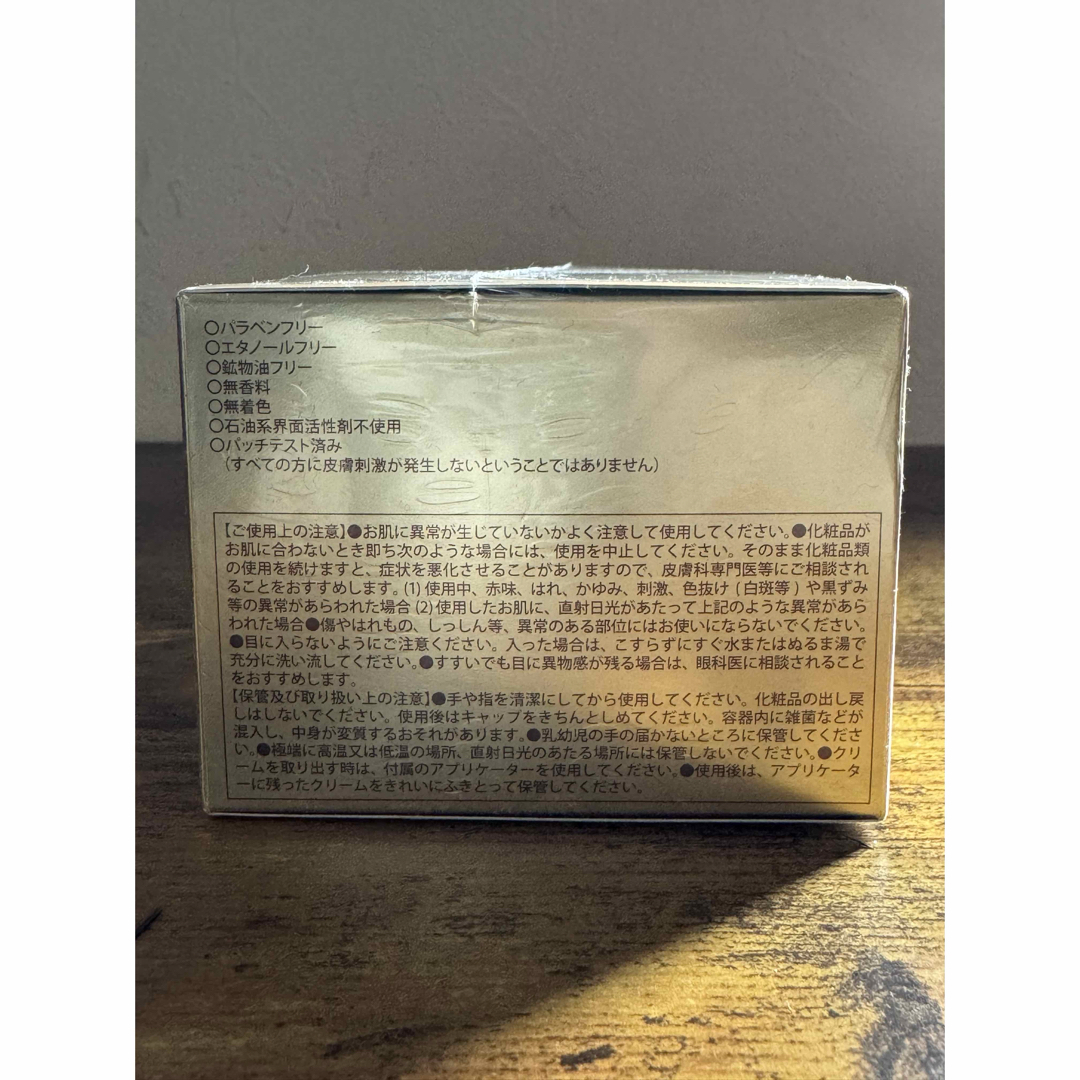 ○パラベンフリー
○エタノールフリー
○鉱物油フリー
○無香料
○無着色
○石油系界面活性剤不使用
○パッチテスト済み
（すべての方に皮膚刺激が発生しないということではありません）
【ご使用上の注意】●お肌に異常が生じていないかよく注意して使用してください。●化粧品が
お肌に合わないとき即ち次のような場合には、使用を中止してください。そのまま化粧品類
の使用を続けますと、症状を悪化させることがありますので、皮膚科専門医等にご相談され
ることをおすすめします。(1) 使用中、赤味、はれ、かゆみ、刺激、色抜け ( 白斑等 ) や黒ずみ
等の異常があらわれた場合 (2) 使用したお肌に、直射日光があたって上記のような異常があら
われた場合●傷やはれもの、しっしん等、異常のある部位にはお使いにならないでください。
●目に入らないようにご注意ください。入った場合は、こすらずにすぐ水またはぬるま湯で
充分に洗い流してください。●すすいでも目に異物感が残る場合は、眼科医に相談されること
をおすすめします。
【保管及び取り扱い上の注意】●手や指を清潔にしてから使用してください。化粧品の出し戻
しはしないでください。使用後はキャップをきちんとしめてください。容器内に雑菌などが
混入し、中身が変質するおそれがあります。●乳幼児の手の届かないところに保管してくださ
い。●極端に高温又は低温の場所、直射日光のあたる場所には保管しないでください。●クリ
ームを取り出す時は、付属のアプリケーターを使用してください。●使用後は、アプリケータ
ーに残ったクリームをきれいにふきとって保管してください。